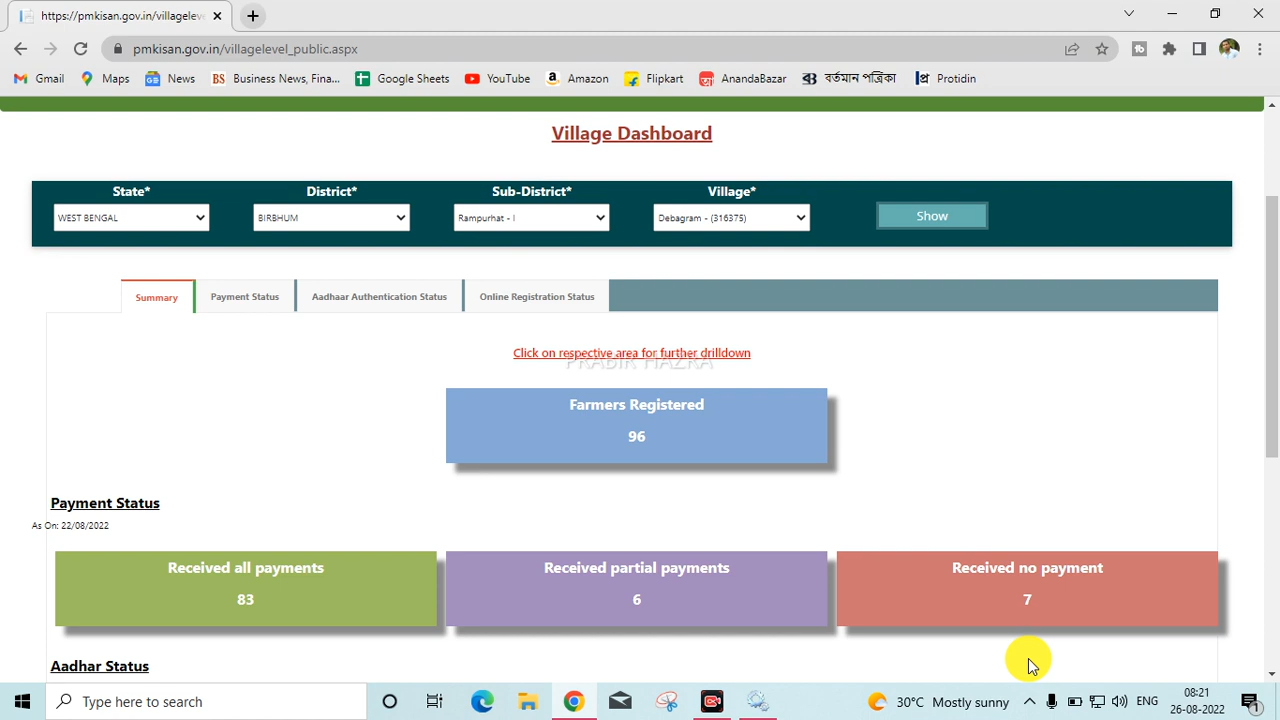 https://pmkisan.gov.in/villageleve
pmkisan.gov.in/villagelevel_public.aspx
Gmail Maps News BS Business News, Fina... Google Sheets YouTube Amazon Flipkart AnandaBazar বর্তমান পত্রিকা Protidin
Village Dashboard
State* District* Sub-District* Village*
WEST BENGAL BIRBHUM Rampurhat - I Debagram - (316375) Show
Summary Payment Status Aadhaar Authentication Status Online Registration Status
Click on respective area for further drilldown
PRABIR HAZRA
Farmers Registered
96
Payment Status
As On: 22/08/2022
Received all payments Received partial payments Received no payment
83 6 7
Aadhar Status
Type here to search 30°C Mostly sunny ENG 08:21
26-08-2022